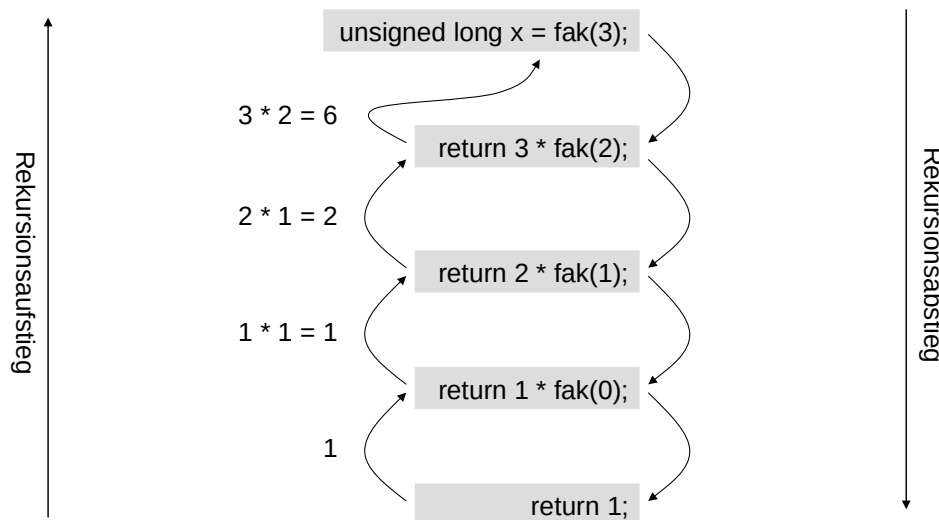 unsigned long x = fak(3);
3 * 2 = 6
return 3 * fak(2);
2 * 1 = 2
return 2 * fak(1);
1 * 1 = 1
return 1 * fak(0);
1
return 1;
Rekursionsaufstieg
Rekursionsabstieg